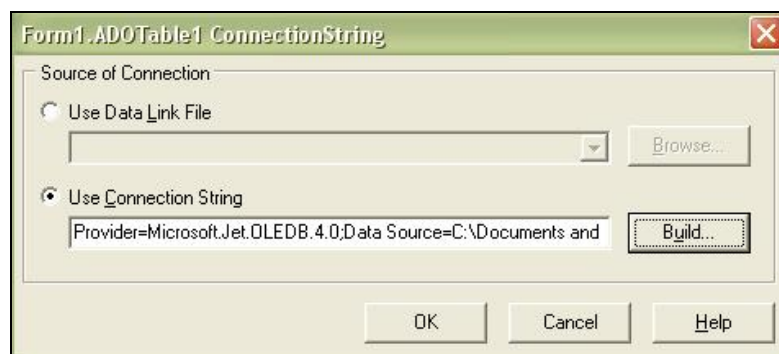 Form1.ADOTable1 ConnectionString
Source of Connection
Use Data Link File
Browse...
Use Connection String
Provider=Microsoft.Jet.OLEDB.4.0;Data Source=C:\Documents and
Build...
OK Cancel Help